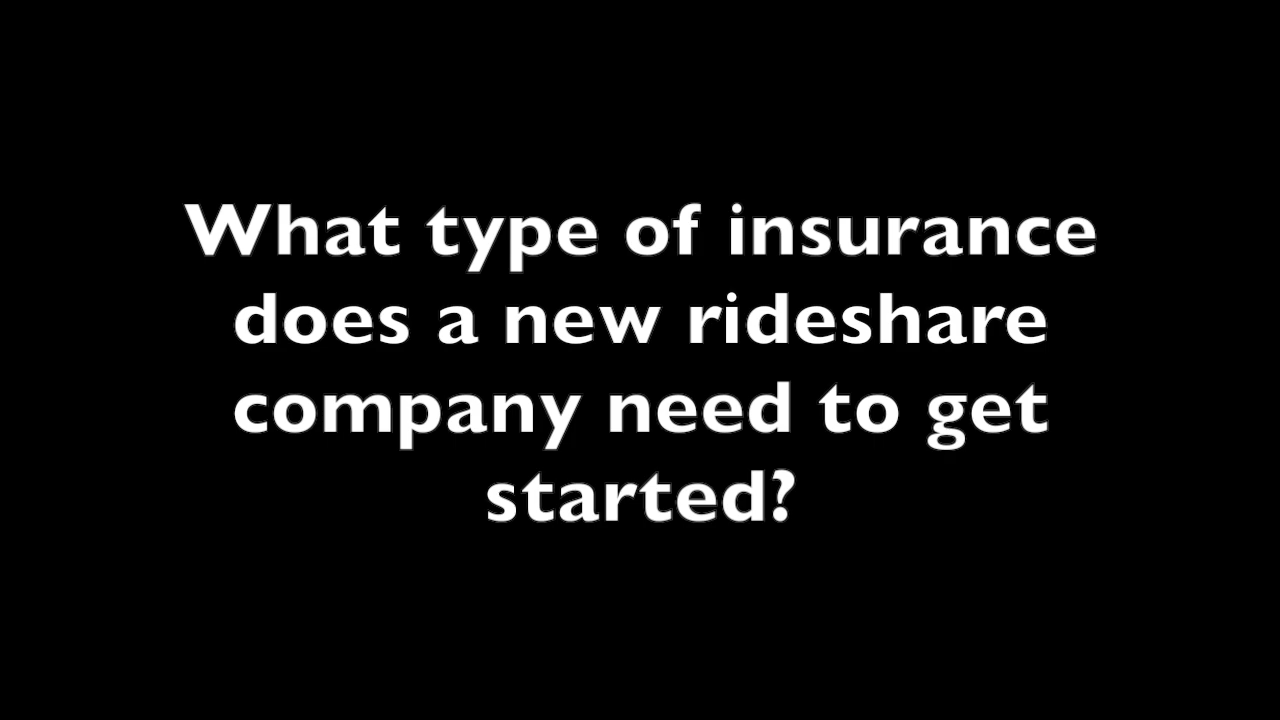 What type of insurance
does a new rideshare
company need to get
started?